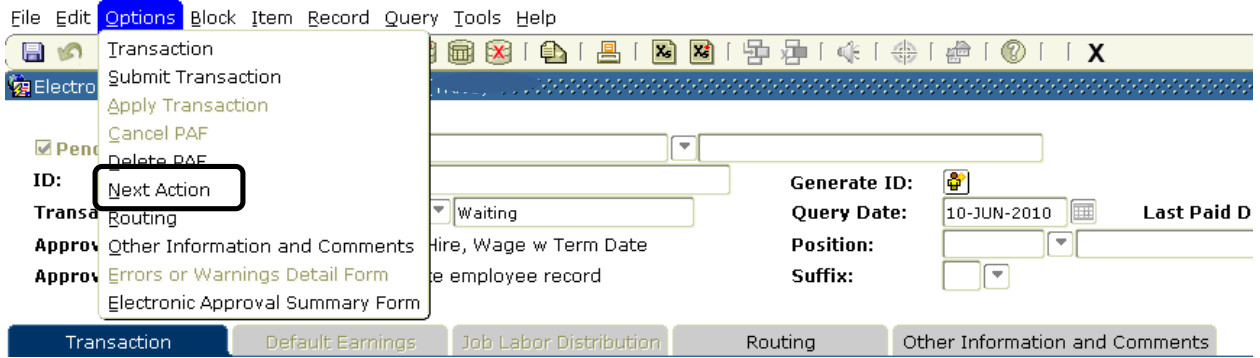 File Edit Options Block Item Record Query Tools Help
X
Transaction
Submit Transaction
Electro
Apply Transaction
Cancel PAF
Delete PAF
ID:
Next Action
Generate ID:
Transa
Routing
Waiting
Query Date: 10-JUN-2010 Last Paid D
Approv
Other Information and Comments
Hire, Wage w Term Date
Position:
Approv
Errors or Warnings Detail Form
te employee record
Suffix:
Electronic Approval Summary Form
Transaction Default Earnings Job Labor Distribution Routing Other Information and Comments